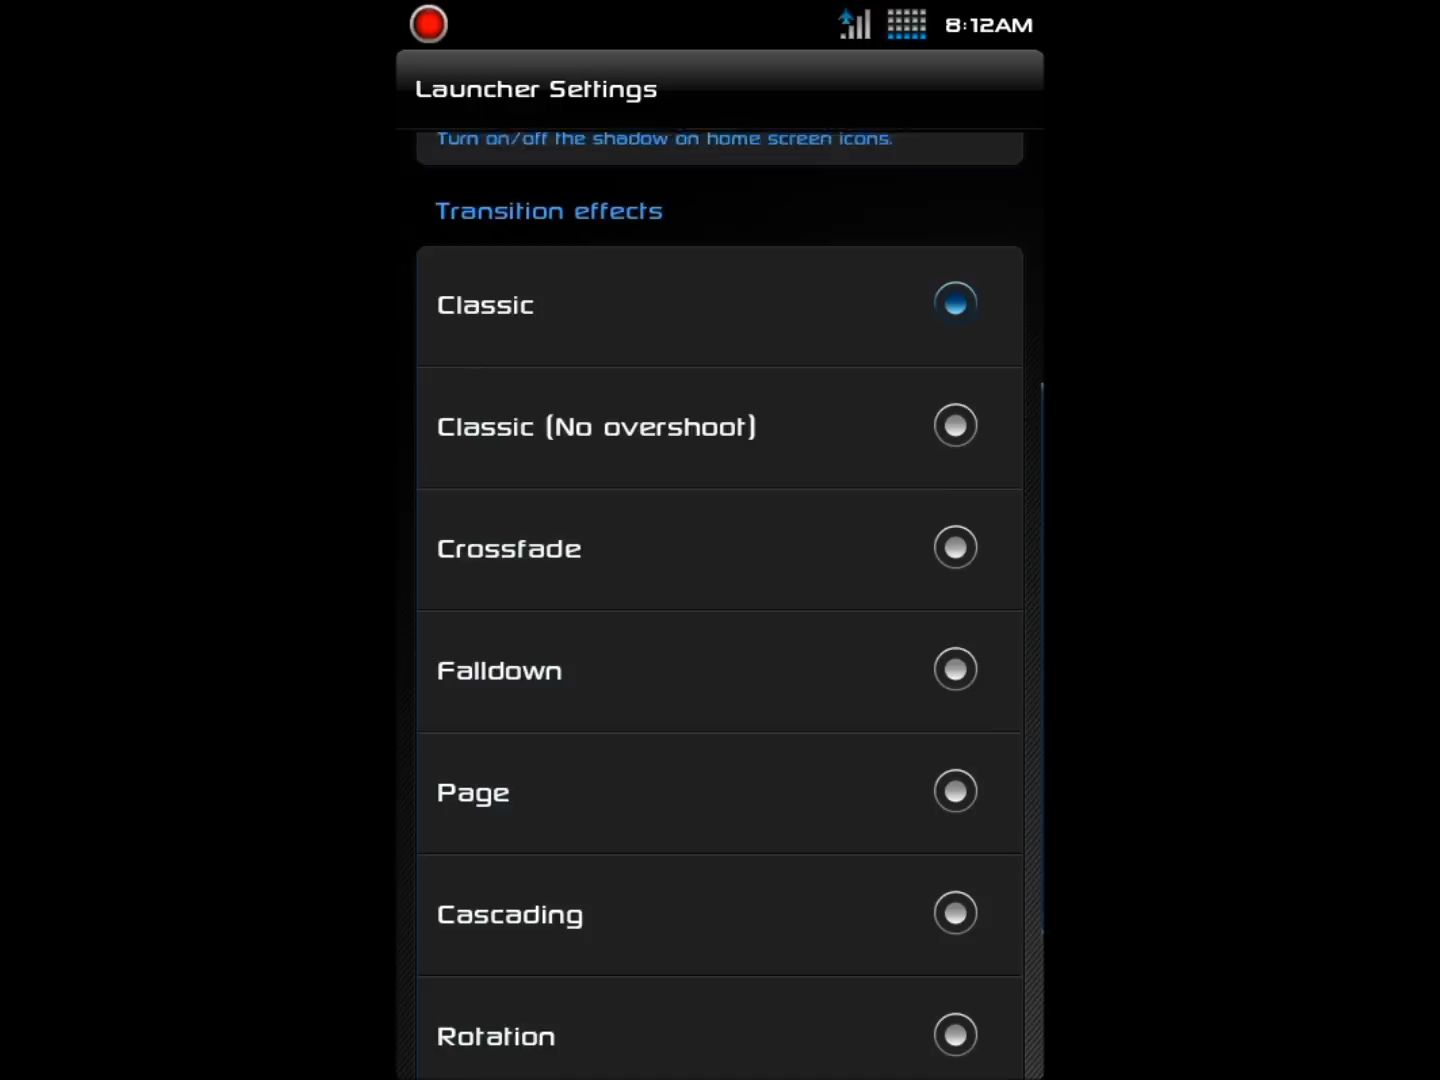 8:12AM
Launcher Settings
Turn on/off the shadow on home screen icons.
Transition effects
Classic
Classic (No overshoot)
Crossfade
Falldown
Page
Cascading
Rotation